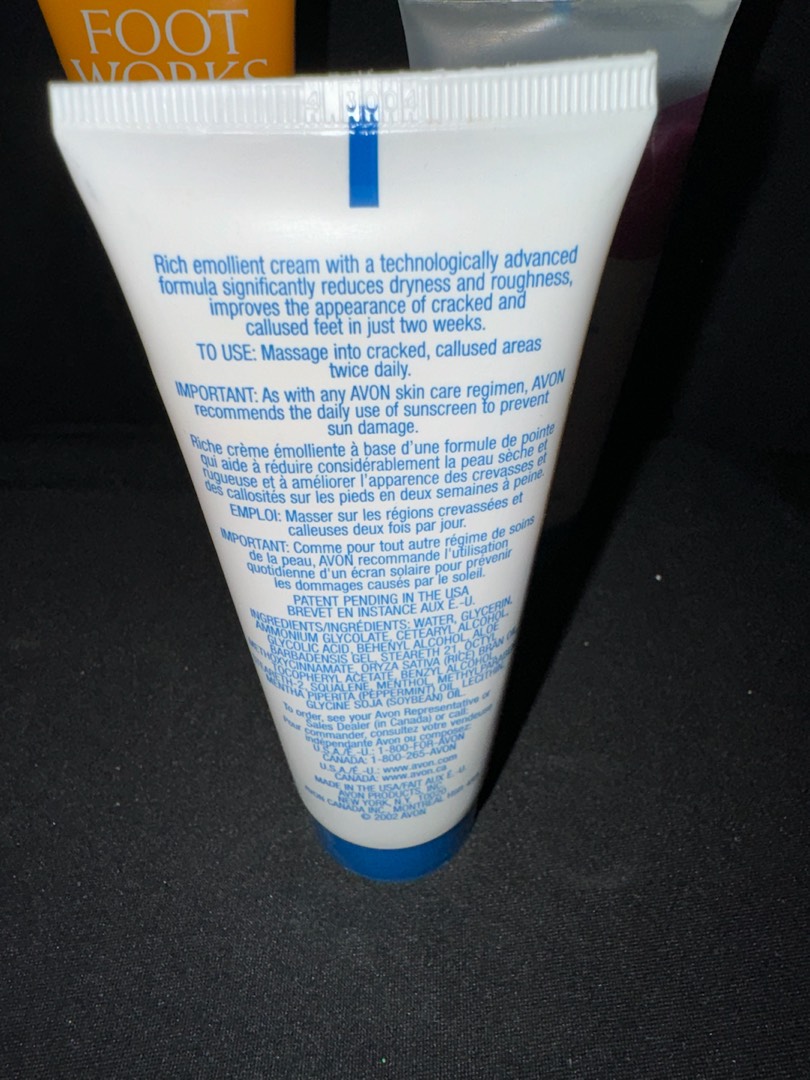 FOOT
WORKS
Rich emollient cream with a technologically advanced
formula significantly reduces dryness and roughness,
improves the appearance of cracked and
callused feet in just two weeks.
TO USE: Massage into cracked, callused areas
twice daily.
IMPORTANT: As with any AVON skin care regimen, AVON
recommends the daily use of sunscreen to prevent
sun damage.
Riche crème émolliente à base d'une formule de pointe
qui aide à réduire considérablement la peau sèche et
rugueuse et à améliorer l'apparence des crevasses et
des callosités sur les pieds en deux semaines à peine.
EMPLOI: Masser sur les régions crevassées et
calleuses deux fois par jour.
IMPORTANT: Comme pour tout autre régime de soins
de la peau, AVON recommande l'utilisation
quotidienne d'un écran solaire pour prévenir
les dommages causés par le soleil.
PATENT PENDING IN THE USA
BREVET EN INSTANCE AUX É.-U.
INGREDIENTS/INGRÉDIENTS: WATER, GLYCERIN,
AMMONIUM GLYCOLATE, CETEARYL ALCOHOL,
GLYCOLIC ACID, BEHENYL ALCOHOL, ALOE
BARBADENSIS GEL, STEARETH 21, OCTYL
METHOXYCINNAMATE, ORYZA SATIVA (RICE) BRAN OIL,
TOCOPHERYL ACETATE, BENZYL ALCOHOL,
SQUALENE, MENTHOL,
MENTHA PIPERITA (PEPPERMINT) OIL, LECITHIN,
GLYCINE SOJA (SOYBEAN) OIL.
To order, see your Avon Representative or
Sales Dealer (in Canada) or call:
Pour commander, consultez votre vendeuse
indépendante Avon ou composez:
U.S.A./É.-U.: 1-800-FOR-AVON
CANADA: 1-800-265-AVON
U.S.A./É.-U.: www.avon.com
CANADA: www.avon.ca
MADE IN THE USA/FAIT AUX É.-U.
AVON PRODUCTS, INC.,
NEW YORK, N.Y. 10020
AVON CANADA INC., MONTRÉAL
© 2002 AVON